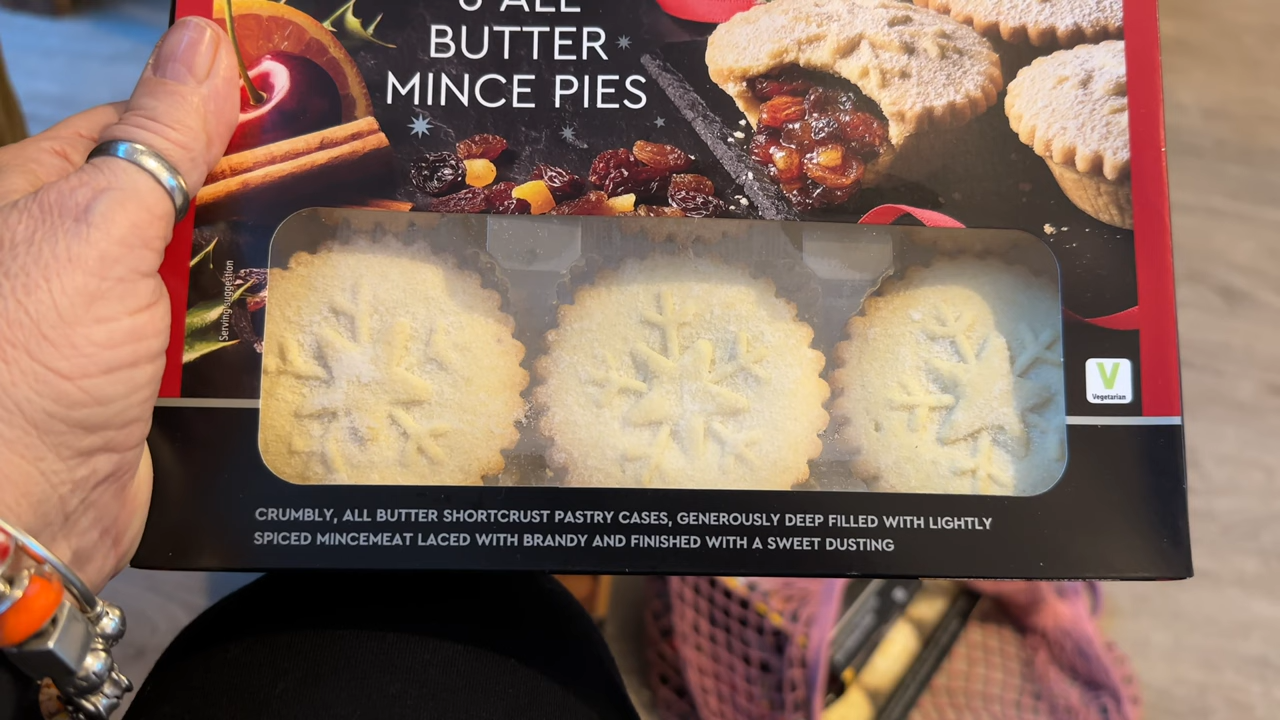 ALL
BUTTER
MINCE PIES
Serving suggestion
V
Vegetarian
CRUMBLY, ALL BUTTER SHORTCRUST PASTRY CASES, GENEROUSLY DEEP FILLED WITH LIGHTLY
SPICED MINCEMEAT LACED WITH BRANDY AND FINISHED WITH A SWEET DUSTING